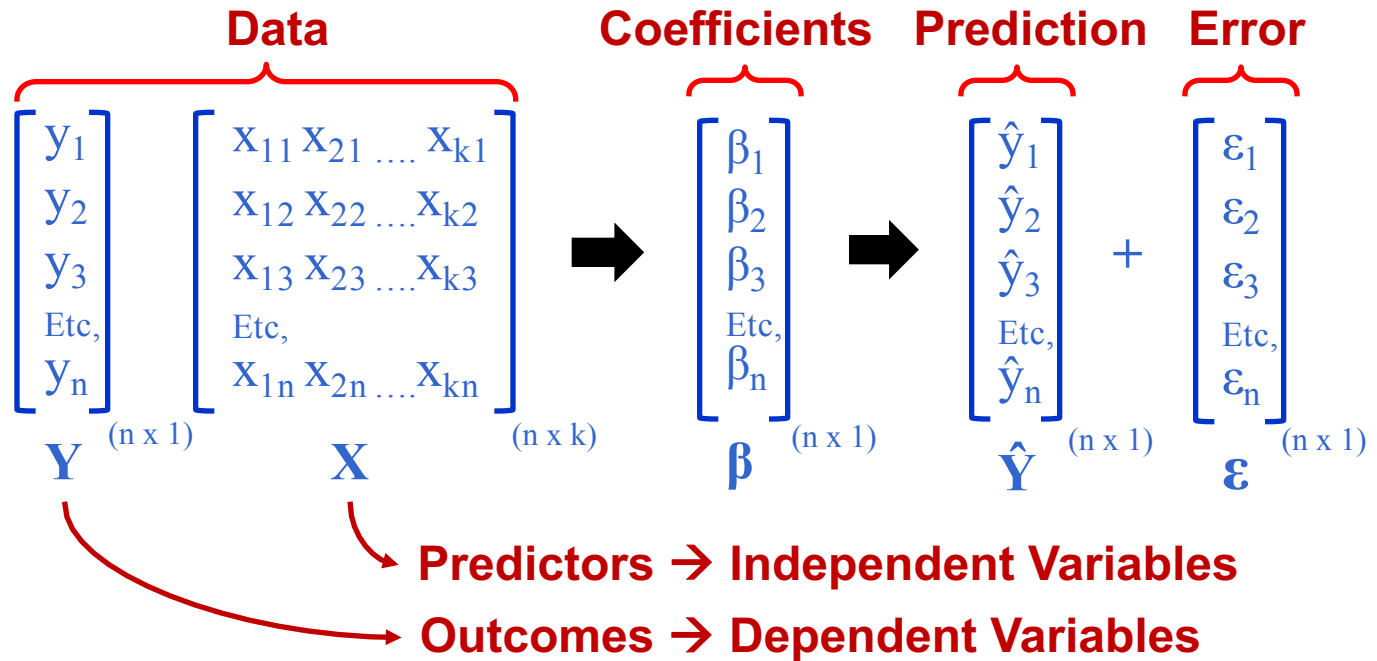 Data Coefficients Prediction Error
y₁ x₁₁ x₂₁ .... xₖ₁ β₁ ŷ₁ ε₁
y₂ x₁₂ x₂₂ .... xₖ₂ β₂ ŷ₂ ε₂
y₃ x₁₃ x₂₃ .... xₖ₃ β₃ ŷ₃ + ε₃
Etc, Etc, Etc, Etc, Etc,
yₙ x₁ₙ x₂ₙ .... xₖₙ βₙ ŷₙ εₙ
(n x 1) (n x k) (n x 1) (n x 1) (n x 1)
Y X β Ŷ ε
Predictors → Independent Variables
Outcomes → Dependent Variables